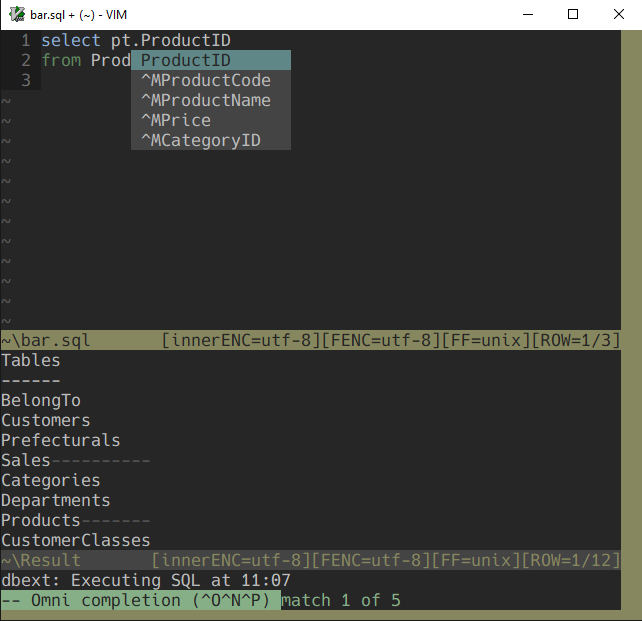 bar.sql + (~) - VIM
1 select pt.ProductID
2 from Prod ProductID
3 ^MProductCode
~ ^MProductName
~ ^MPrice
~ ^MCategoryID
~
~
~
~
~
~
~
~
~\bar.sql [innerENC=utf-8][FENC=utf-8][FF=unix][ROW=1/3]
Tables
------
BelongTo
Customers
Prefecturals
Sales----------
Categories
Departments
Products-------
CustomerClasses
~\Result [innerENC=utf-8][FENC=utf-8][FF=unix][ROW=1/12]
dbext: Executing SQL at 11:07
-- Omni completion (^O^N^P) match 1 of 5